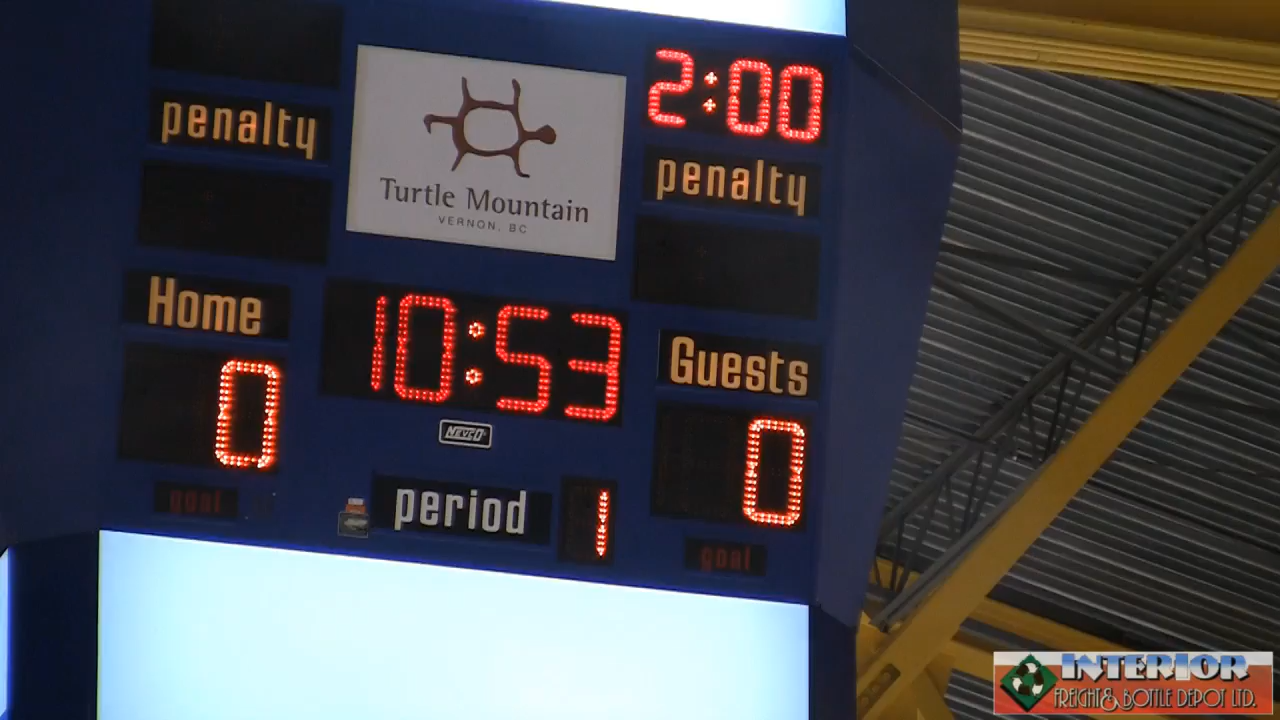 2:00
penalty
penalty
Turtle Mountain
VERNON, BC
Home
10:53
Guests
0
0
NEVCO
period
1
goal
goal
INTERIOR
FREIGHT & BOTTLE DEPOT LTD.